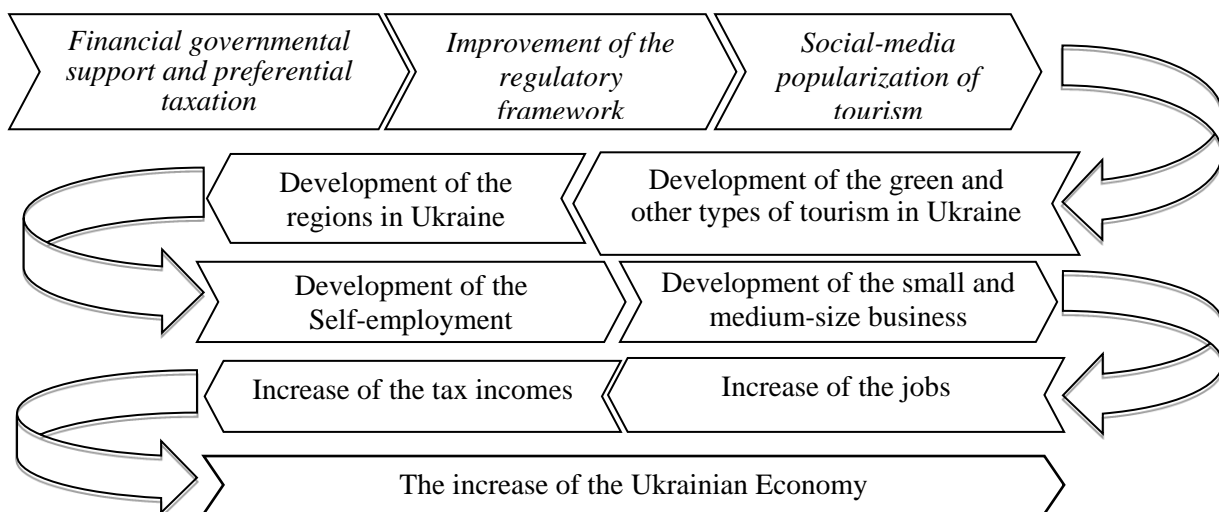 Financial governmental
support and preferential
taxation
Improvement of the
regulatory
framework
Social-media
popularization of
tourism
Development of the green and
other types of tourism in Ukraine
Development of the
regions in Ukraine
Development of the
Self-employment
Development of the small and
medium-size business
Increase of the jobs
Increase of the tax incomes
The increase of the Ukrainian Economy